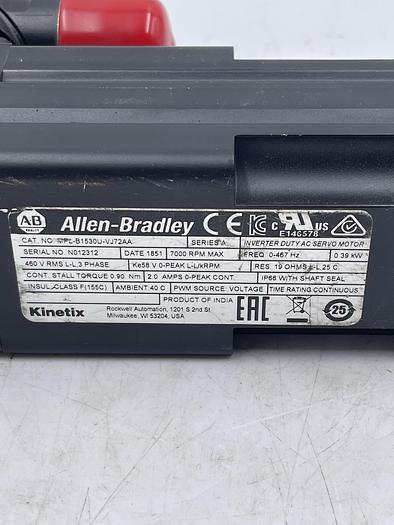 AB
QUALITY
Allen-Bradley CE c UR US
E146578
CAT. NO. MPL-B1530U-VJ72AA SERIES A INVERTER DUTY AC SERVO MOTOR
SERIAL NO. N012312 DATE 1851 7000 RPM MAX FREQ. 0-467 Hz 0.39 kW
460 V RMS L-L,3 PHASE Ke58 V 0-PEAK L-L/kRPM RES. 19 OHMS L-L,25 C
CONT. STALL TORQUE 0.90 Nm 2.0 AMPS 0-PEAK CONT. IP66 WITH SHAFT SEAL
INSUL.CLASS F(155C) AMBIENT:40 C PWM SOURCE VOLTAGE TIME RATING CONTINUOUS
PRODUCT OF INDIA
Kinetix Rockwell Automation, 1201 S 2nd St
Milwaukee, WI 53204, USA
EAC 25